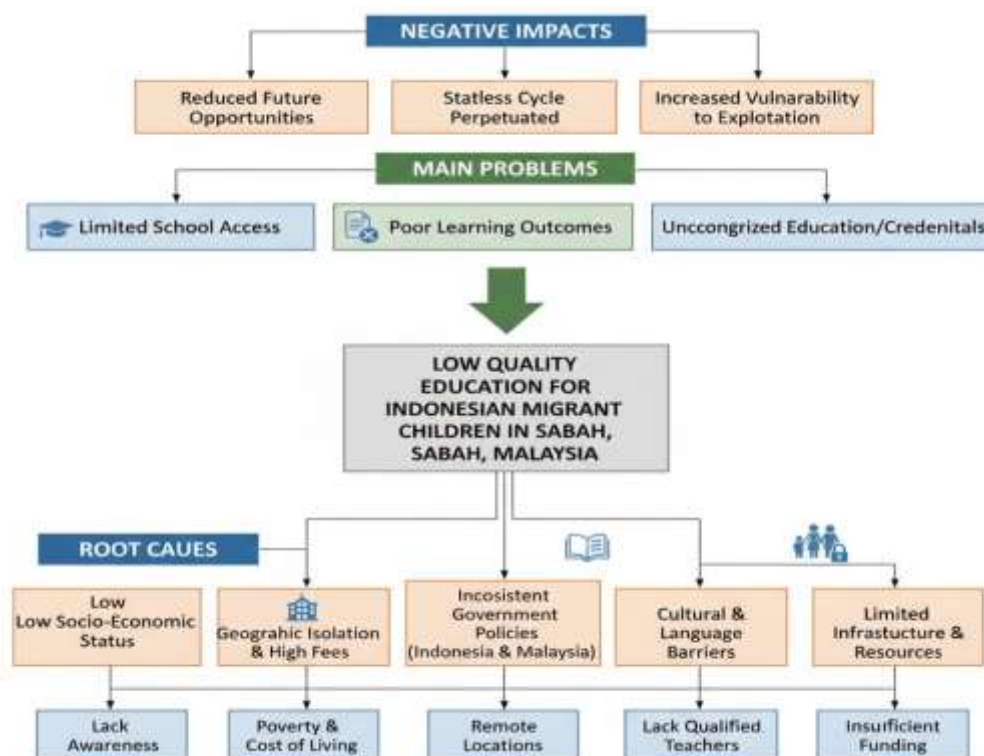 NEGATIVE IMPACTS
Reduced Future
Opportunities
Statless Cycle
Perpetuated
Increased Vulnarability
to Explotation
MAIN PROBLEMS
Limited School Access
Poor Learning Outcomes
Unccongrized Education/Credenitals
LOW QUALITY
EDUCATION FOR
INDONESIAN MIGRANT
CHILDREN IN SABAH,
SABAH, MALAYSIA
ROOT CAUES
Low
Low Socio-Economic
Status
Geograhic Isolation
& High Fees
Incosistent
Government
Policies
(Indonesia & Malaysia)
Cultural &
Language
Barriers
Limited
Infrastucture &
Resources
Lack
Awareness
Poverty &
Cost of Living
Remote
Locations
Lack Qualified
Teachers
Insufficient
Funding